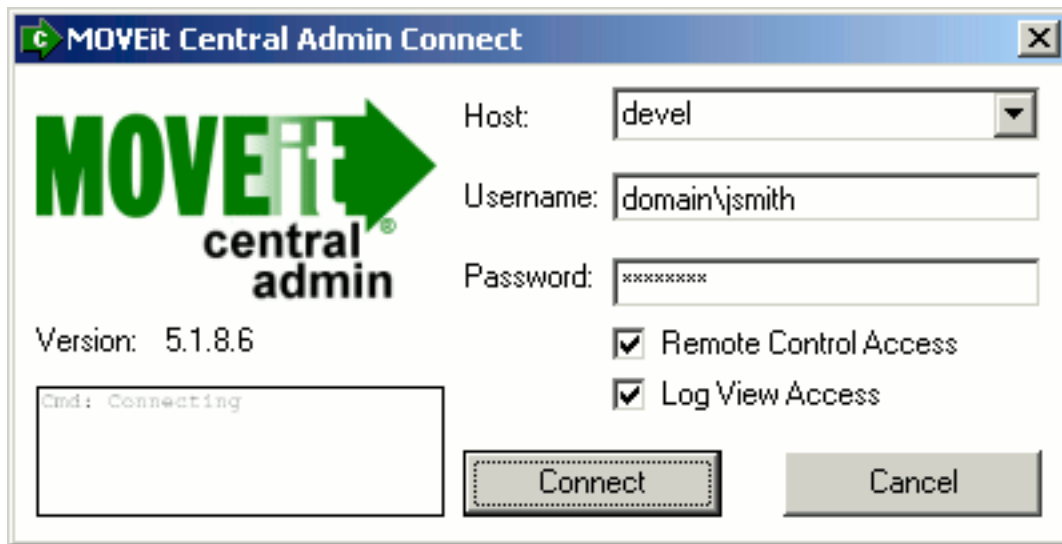 C MOVEit Central Admin Connect
MOVEit®
central
admin
Host: devel
Username: domain\jsmith
Password: xxxxxxxx
Version: 5.1.8.6
Remote Control Access
Log View Access
Cmd: Connecting
Connect Cancel